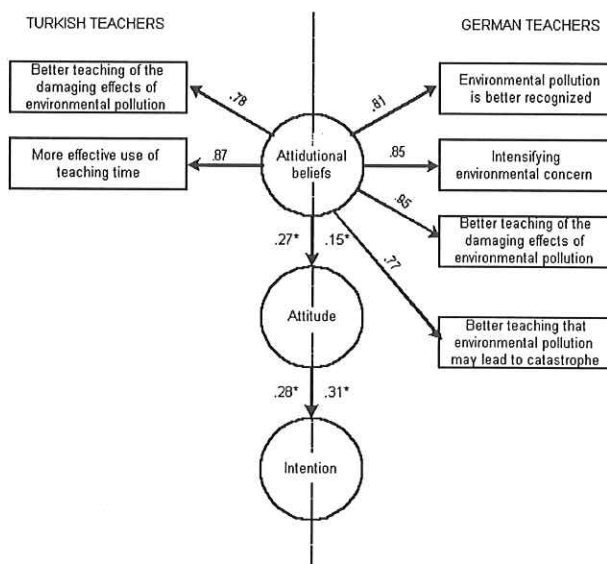 TURKISH TEACHERS
GERMAN TEACHERS
Better teaching of the
damaging effects of
environmental pollution
.78
.81
Environmental pollution
is better recognized
More effective use of
teaching time
.87
Attidutional
beliefs
.85
Intensifying
environmental concern
.85
Better teaching of the
damaging effects of
environmental pollution
.27*
.15*
.77
Attitude
Better teaching that
environmental pollution
may lead to catastrophe
.28*
.31*
Intention